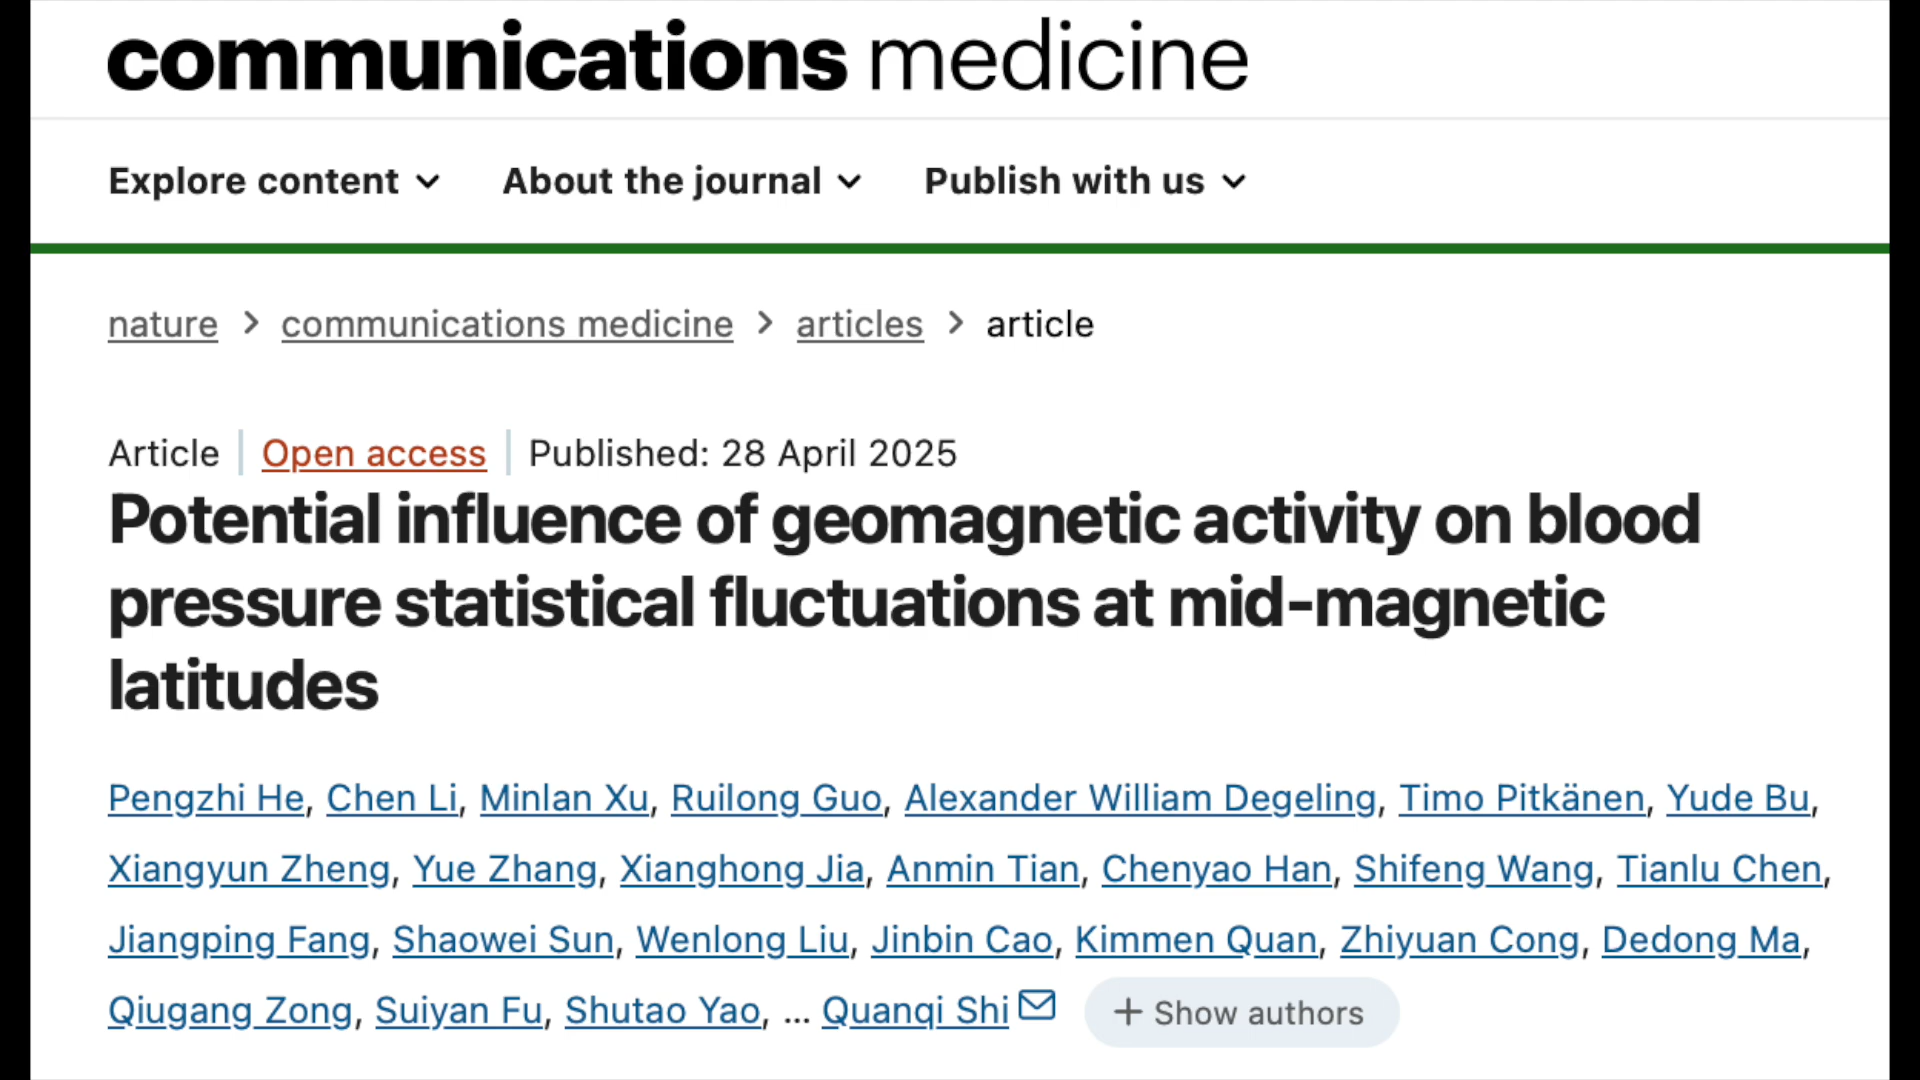 communications medicine
Explore content About the journal Publish with us
nature > communications medicine > articles > article
Article | Open access | Published: 28 April 2025
Potential influence of geomagnetic activity on blood
pressure statistical fluctuations at mid-magnetic
latitudes
Pengzhi He, Chen Li, Minlan Xu, Ruilong Guo, Alexander William Degeling, Timo Pitkänen, Yude Bu,
Xiangyun Zheng, Yue Zhang, Xianghong Jia, Anmin Tian, Chenyao Han, Shifeng Wang, Tianlu Chen,
Jiangping Fang, Shaowei Sun, Wenlong Liu, Jinbin Cao, Kimmen Quan, Zhiyuan Cong, Dedong Ma,
Qiugang Zong, Suiyan Fu, Shutao Yao, ... Quanqi Shi + Show authors